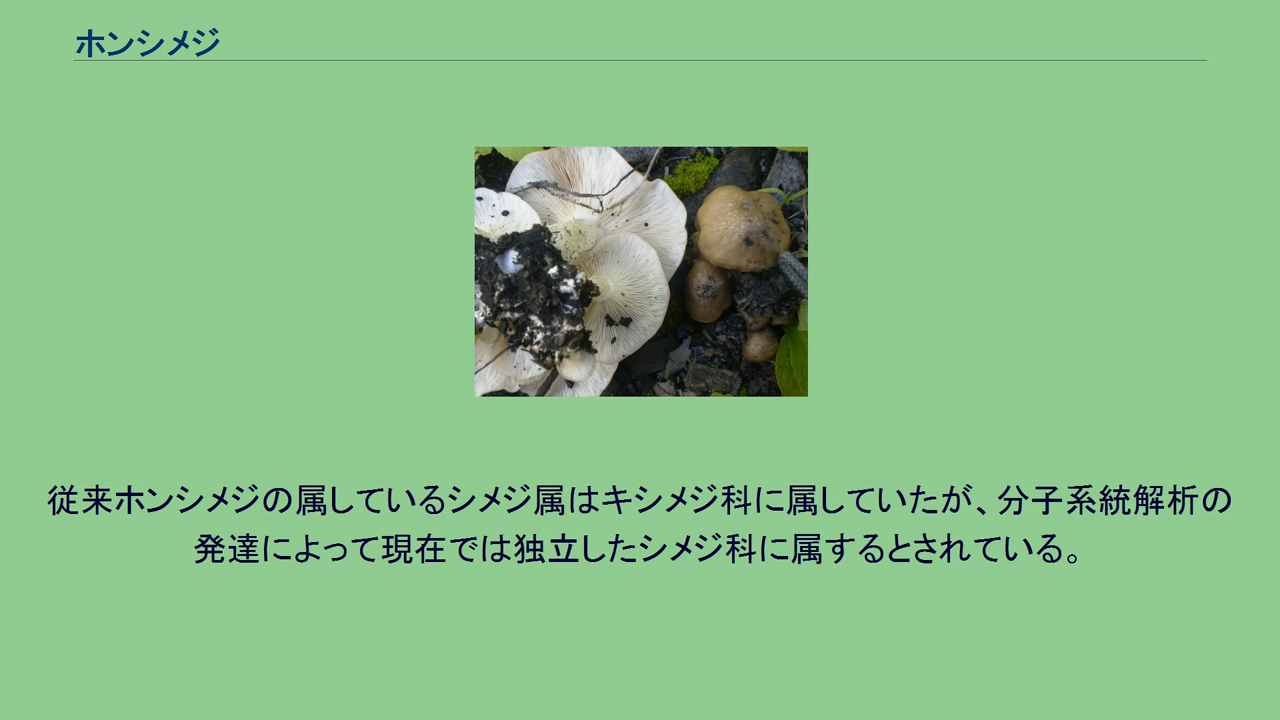 ホンシメジ
従来ホンシメジの属しているシメジ属はキシメジ科に属していたが、分子系統解析の
発達によって現在では独立したシメジ科に属するとされている。